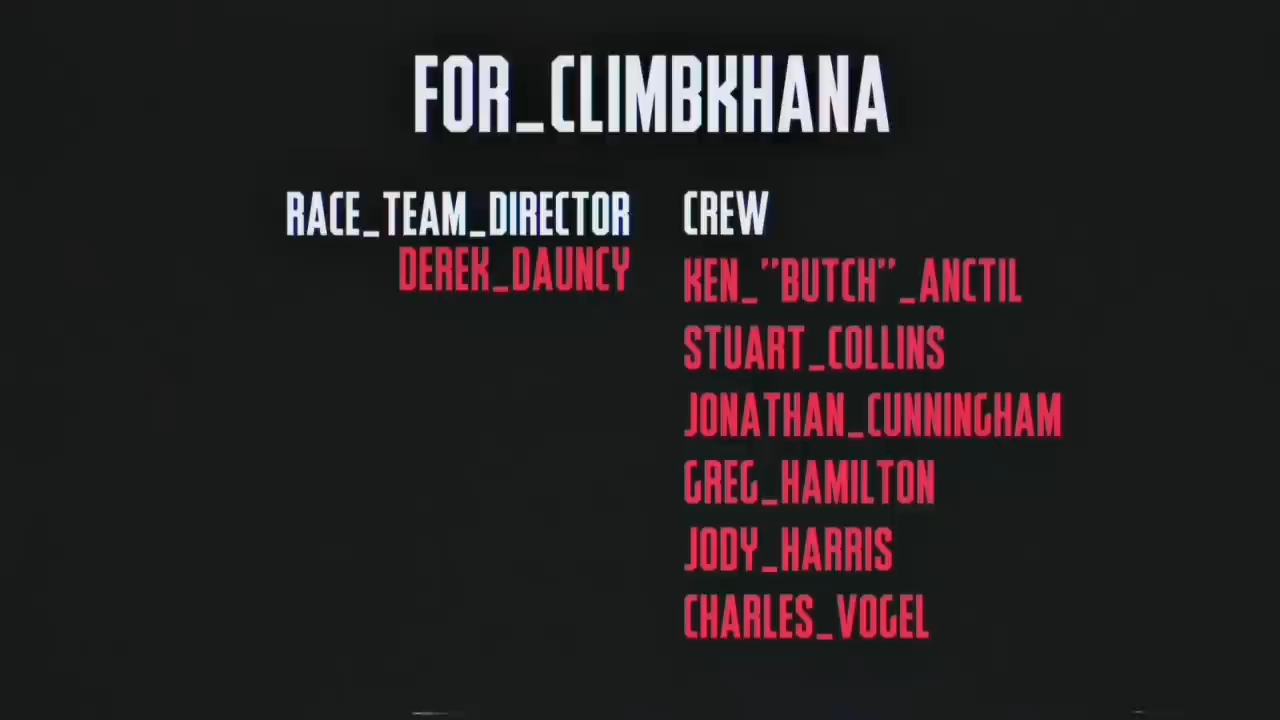 FOR_CLIMBKHANA
RACE_TEAM_DIRECTOR
DEREK_DAUNCY
CREW
KEN_"BUTCH"_ANCTIL
STUART_COLLINS
JONATHAN_CUNNINGHAM
GREG_HAMILTON
JODY_HARRIS
CHARLES_VOGEL